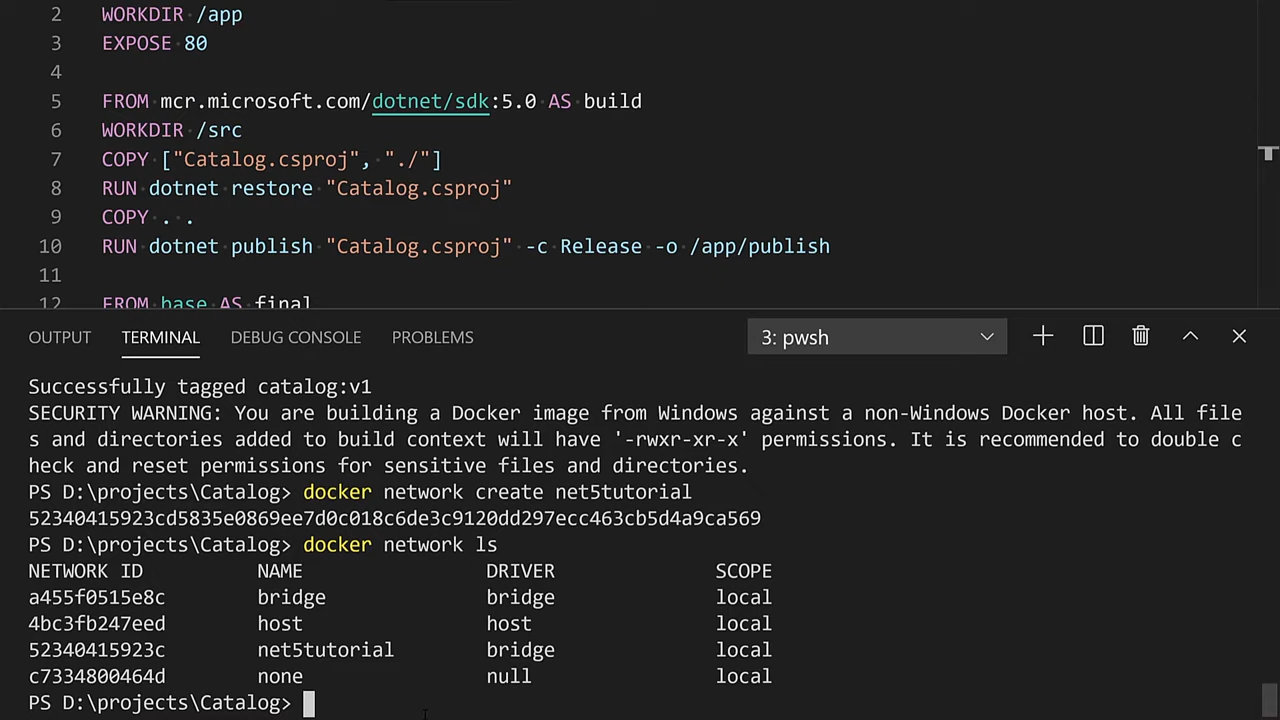 2 WORKDIR /app
3 EXPOSE 80
4
5 FROM mcr.microsoft.com/dotnet/sdk:5.0 AS build
6 WORKDIR /src
7 COPY ["Catalog.csproj", "./"]
8 RUN dotnet restore "Catalog.csproj"
9 COPY . .
10 RUN dotnet publish "Catalog.csproj" -c Release -o /app/publish
11
12 FROM base AS final
OUTPUT TERMINAL DEBUG CONSOLE PROBLEMS 3: pwsh
Successfully tagged catalog:v1
SECURITY WARNING: You are building a Docker image from Windows against a non-Windows Docker host. All file
s and directories added to build context will have '-rwxr-xr-x' permissions. It is recommended to double c
heck and reset permissions for sensitive files and directories.
PS D:\projects\Catalog> docker network create net5tutorial
52340415923cd5835e0869ee7d0c018c6de3c9120dd297ecc463cb5d4a9ca569
PS D:\projects\Catalog> docker network ls
NETWORK ID NAME DRIVER SCOPE
a455f0515e8c bridge bridge local
4bc3fb247eed host host local
52340415923c net5tutorial bridge local
c7334800464d none null local
PS D:\projects\Catalog>